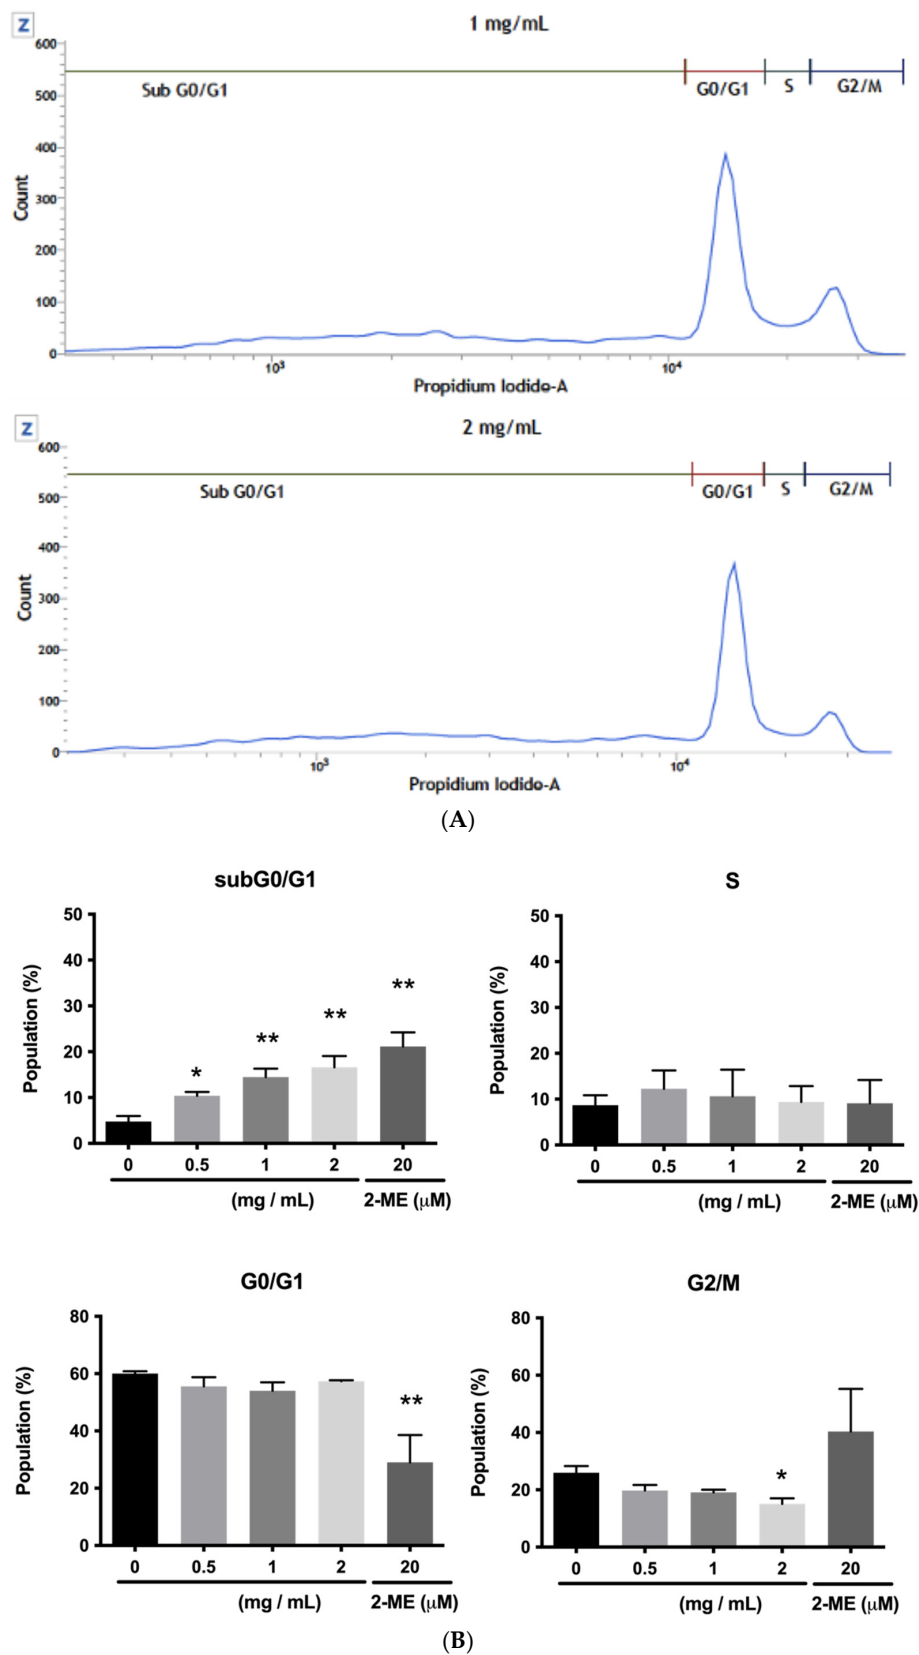 Z
1 mg/mL
600
500
400
300
200
100
0
Count
Sub G0/G1
G0/G1
S
G2/M
10³
10⁴
Propidium Iodide-A
Z
2 mg/mL
600
500
400
300
200
100
0
Count
Sub G0/G1
G0/G1
S
G2/M
10³
10⁴
Propidium Iodide-A
(A)
subG0/G1
50
40
30
20
10
0
Population (%)
*
**
**
**
0 0.5 1 2 20
(mg / mL) 2-ME (μM)
S
50
40
30
20
10
0
Population (%)
0 0.5 1 2 20
(mg / mL) 2-ME (μM)
G0/G1
80
60
40
20
0
Population (%)
**
0 0.5 1 2 20
(mg / mL) 2-ME (μM)
G2/M
80
60
40
20
0
Population (%)
*
0 0.5 1 2 20
(mg / mL) 2-ME (μM)
(B)